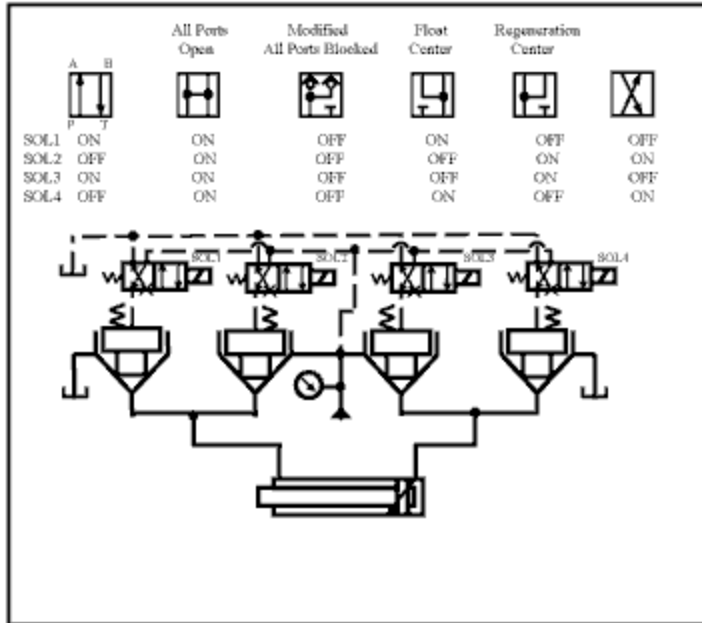 All Ports Modified Float Regeneration
Open All Ports Blocked Center Center
A B
P T
SOL1 ON ON OFF ON OFF OFF
SOL2 OFF ON OFF OFF ON ON
SOL3 ON ON OFF OFF ON OFF
SOL4 OFF ON OFF ON OFF ON
SOL1 SOL2 SOL3 SOL4